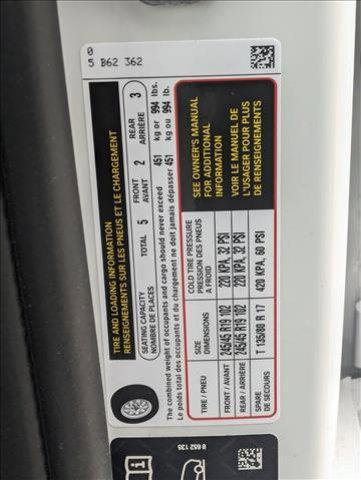 0
5 B62 362
TIRE AND LOADING INFORMATION
RENSEIGNEMENTS SUR LES PNEUS ET LE CHARGEMENT
SEATING CAPACITY
NOMBRE DE PLACES
TOTAL 5
FRONT
AVANT 2
REAR
ARRIÈRE 3
The combined weight of occupants and cargo should never exceed 451 kg or 994 lbs.
Le poids total des occupants et du chargement ne doit jamais dépasser 451 kg ou 994 lb.
TIRE / PNEU
SIZE
DIMENSIONS
COLD TIRE PRESSURE
PRESSION DES PNEUS
A FROID
FRONT / AVANT 245/45 R19 102 220 KPA, 32 PSI
REAR / ARRIÈRE 245/45 R19 102 220 KPA, 32 PSI
SPARE
DE SECOURS
T 135/80 R 17 420 KPA, 60 PSI
SEE OWNER'S MANUAL
FOR ADDITIONAL
INFORMATION
VOIR LE MANUEL DE
L'USAGER POUR PLUS
DE RENSEIGNEMENTS
8 652 135